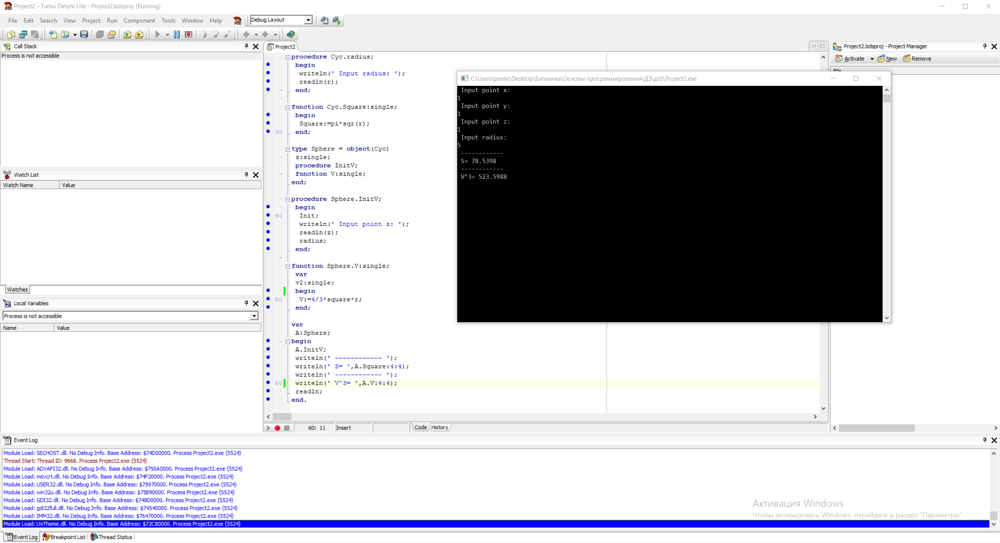 Project2 - Turbo Delphi Lite - Project2.bdsproj [Running]
File Edit Search View Project Run Component Tools Window Help
Debug Layout
Call Stack
Process is not accessible
Watch List
Watch Name Value
Watches
Local Variables
Process is not accessible
Name Value
Project2
procedure Cyc.radius;
begin
writeln(' Input radius: ');
readln(r);
end;
function Cyc.Square:single;
begin
Square:=pi*sqr(r);
30 end;
type Sphere = object(Cyc)
z:single;
procedure InitV;
function V:single;
end;
procedure Sphere.InitV;
begin
40 Init;
writeln(' Input point z: ');
readln(z);
radius;
end;
function Sphere.V:single;
var
v2:single;
begin
50 V:=4/3*square*r;
end;
var
A:Sphere;
begin
A.InitV;
writeln(' ------------ ');
writeln(' S= ',A.Square:4:4);
writeln(' ------------ ');
60 writeln(' V^3= ',A.V:4:4);
readln;
end.
60: 11 Insert
Code History
Project2.bdsproj - Project Manager
Activate New Remove
File
C:\Users\pante\Desktop\Бэтманка\Основы программирования\ДЗ\дз3\Project2.exe
Input point x:
1
Input point y:
1
Input point z:
1
Input radius:
5
------------
S= 78.5398
------------
V^3= 523.5988
Event Log
Module Load: SECHOST.dll. No Debug Info. Base Address: $74D00000. Process Project2.exe (5524)
Thread Start: Thread ID: 9668. Process Project2.exe (5524)
Module Load: ADVAPI32.dll. No Debug Info. Base Address: $750A0000. Process Project2.exe (5524)
Module Load: msvcrt.dll. No Debug Info. Base Address: $74F20000. Process Project2.exe (5524)
Module Load: USER32.dll. No Debug Info. Base Address: $75970000. Process Project2.exe (5524)
Module Load: win32u.dll. No Debug Info. Base Address: $75B90000. Process Project2.exe (5524)
Module Load: GDI32.dll. No Debug Info. Base Address: $748D0000. Process Project2.exe (5524)
Module Load: gdi32full.dll. No Debug Info. Base Address: $74540000. Process Project2.exe (5524)
Module Load: IMM32.dll. No Debug Info. Base Address: $76470000. Process Project2.exe (5524)
Module Load: UxTheme.dll. No Debug Info. Base Address: $72C80000. Process Project2.exe (5524)
Активация Windows
Чтобы активировать Windows, перейдите в раздел "Параметры".
Event Log Breakpoint List Thread Status